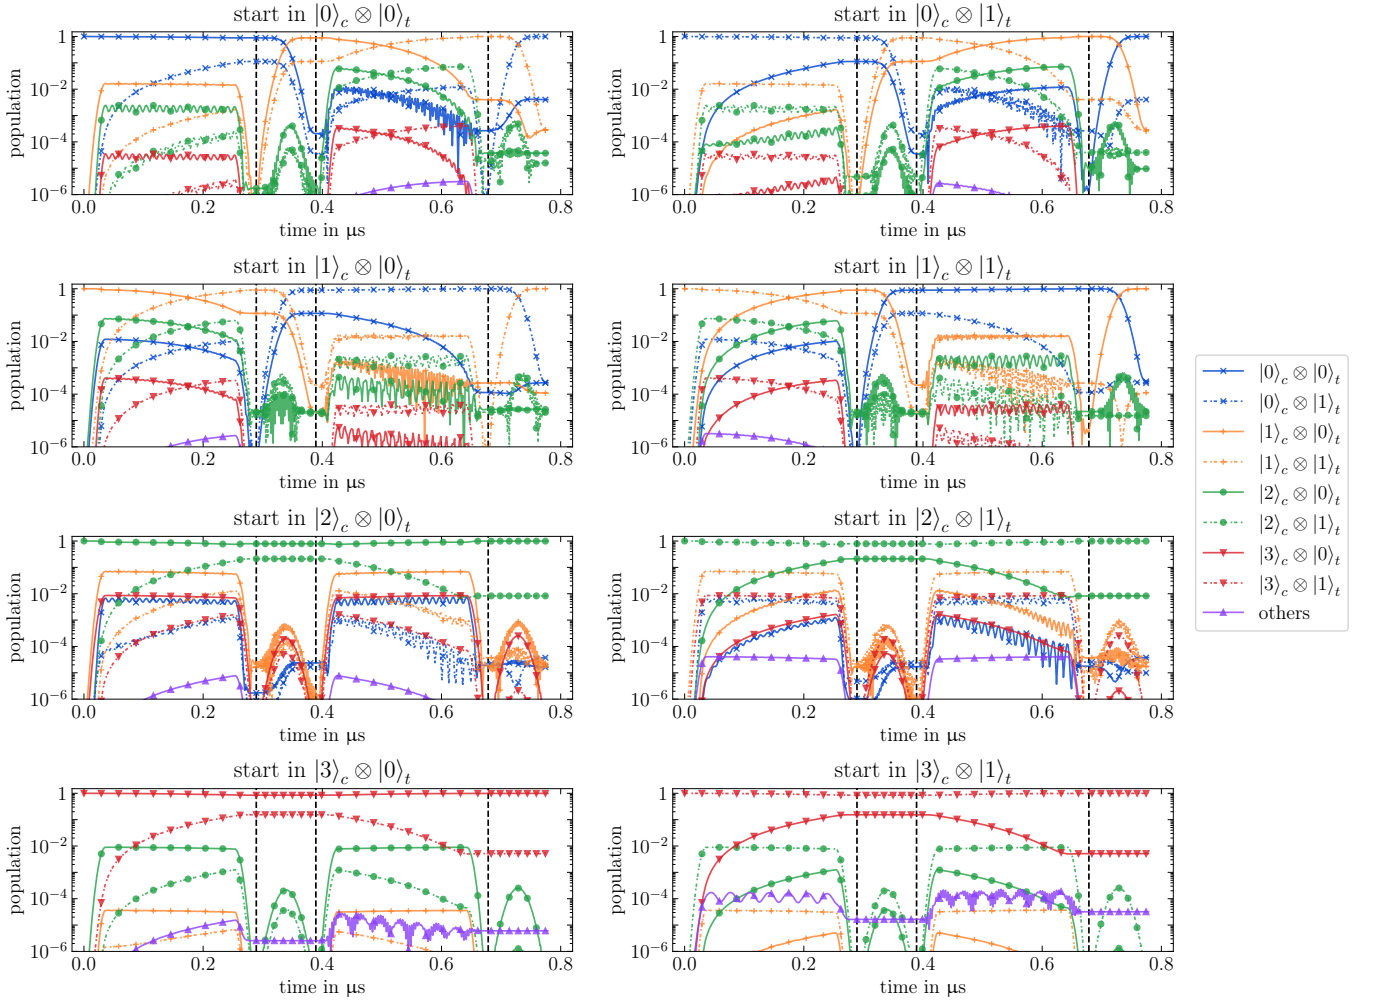 start in |0⟩c ⊗ |0⟩t
start in |0⟩c ⊗ |1⟩t
population
1
10⁻²
10⁻⁴
10⁻⁶
0.0 0.2 0.4 0.6 0.8
time in μs
population
1
10⁻²
10⁻⁴
10⁻⁶
0.0 0.2 0.4 0.6 0.8
time in μs
start in |1⟩c ⊗ |0⟩t
start in |1⟩c ⊗ |1⟩t
population
1
10⁻²
10⁻⁴
10⁻�6
0.0 0.2 0.4 0.6 0.8
time in μs
population
1
10⁻²
10⁻⁴
10⁻⁶
0.0 0.2 0.4 0.6 0.8
time in μs
start in |2⟩c ⊗ |0⟩t
start in |2⟩c ⊗ |1⟩t
population
1
10⁻²
10⁻⁴
10⁻⁶
0.0 0.2 0.4 0.6 0.8
time in μs
population
1
10⁻²
10⁻⁴
10⁻⁶
0.0 0.2 0.4 0.6 0.8
time in μs
start in |3⟩c ⊗ |0⟩t
start in |3⟩c ⊗ |1⟩t
population
1
10⁻²
10⁻⁴
10⁻⁶
0.0 0.2 0.4 0.6 0.8
time in μs
population
1
10⁻²
10⁻⁴
10⁻⁶
0.0 0.2 0.4 0.6 0.8
time in μs
|0⟩c ⊗ |0⟩t
|0⟩c ⊗ |1⟩t
|1⟩c ⊗ |0⟩t
|1⟩c ⊗ |1⟩t
|2⟩c ⊗ |0⟩t
|2⟩c ⊗ |1⟩t
|3⟩c ⊗ |0⟩t
|3⟩c ⊗ |1⟩t
others